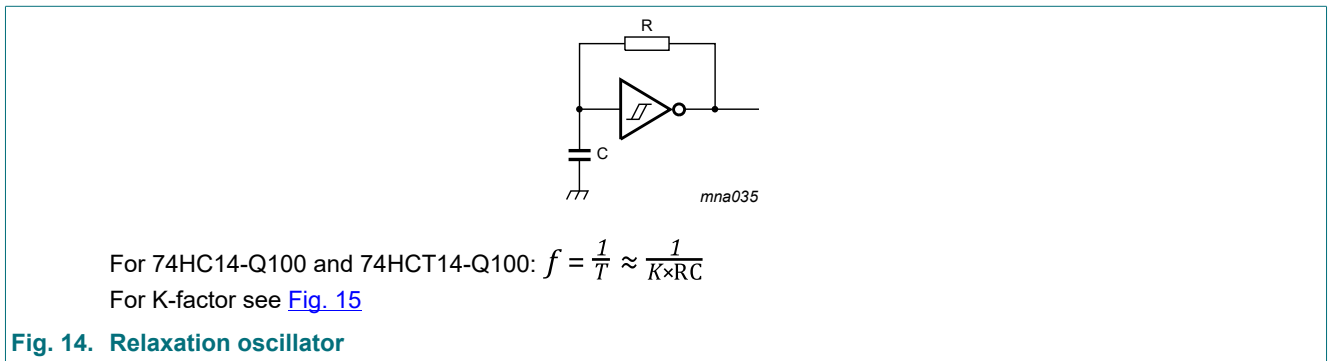 R
C
mna035
For 74HC14-Q100 and 74HCT14-Q100: f = 1/T ≈ 1/K×RC
For K-factor see Fig. 15
Fig. 14. Relaxation oscillator